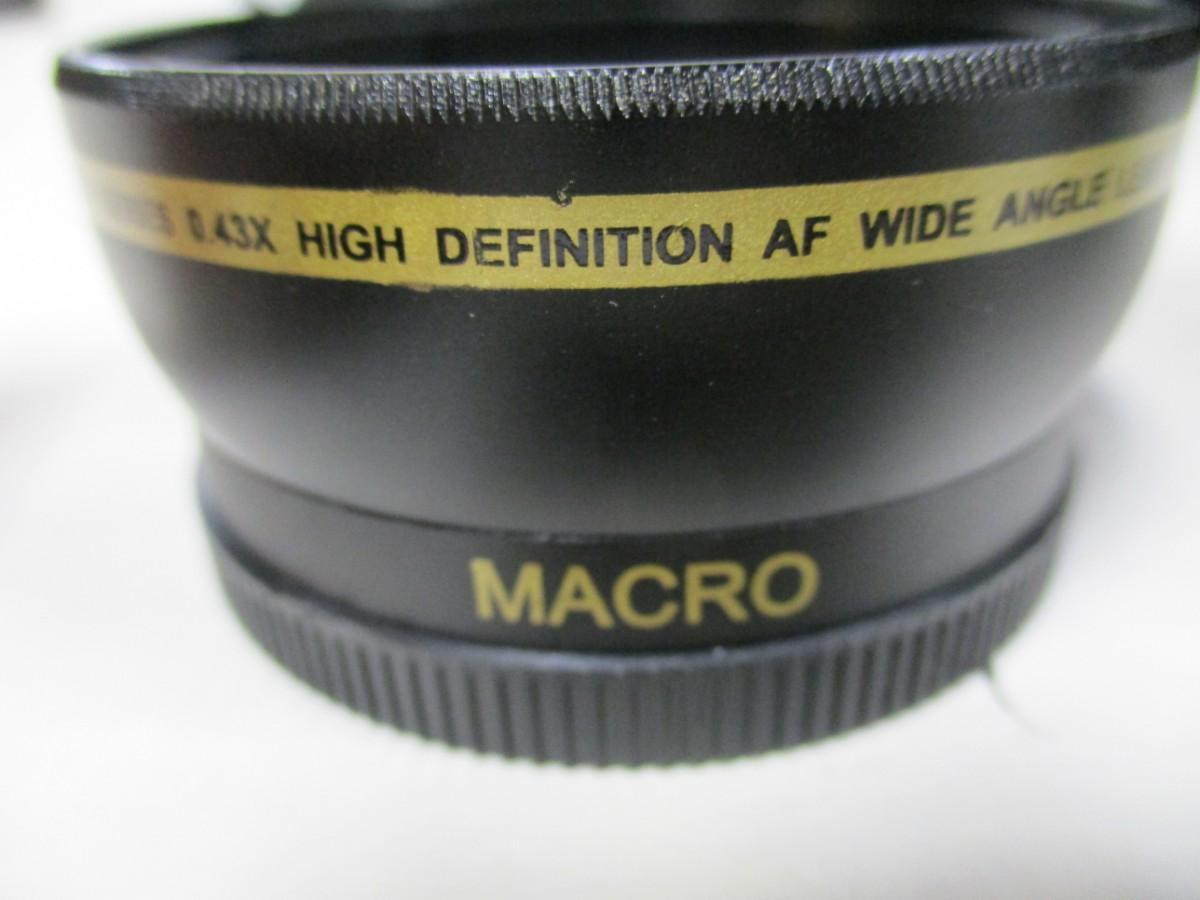 0.43X HIGH DEFINITION AF WIDE ANGLE
MACRO